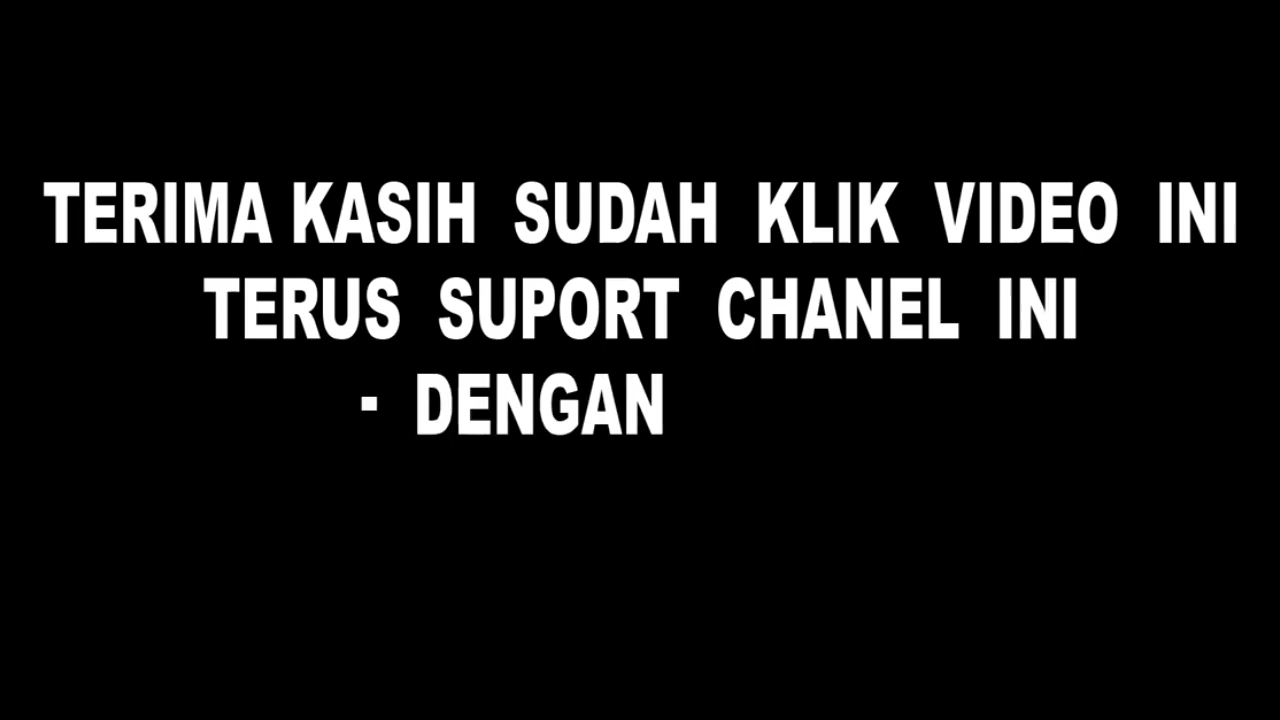 TERIMA KASIH SUDAH KLIK VIDEO INI
TERUS SUPORT CHANEL INI
- DENGAN